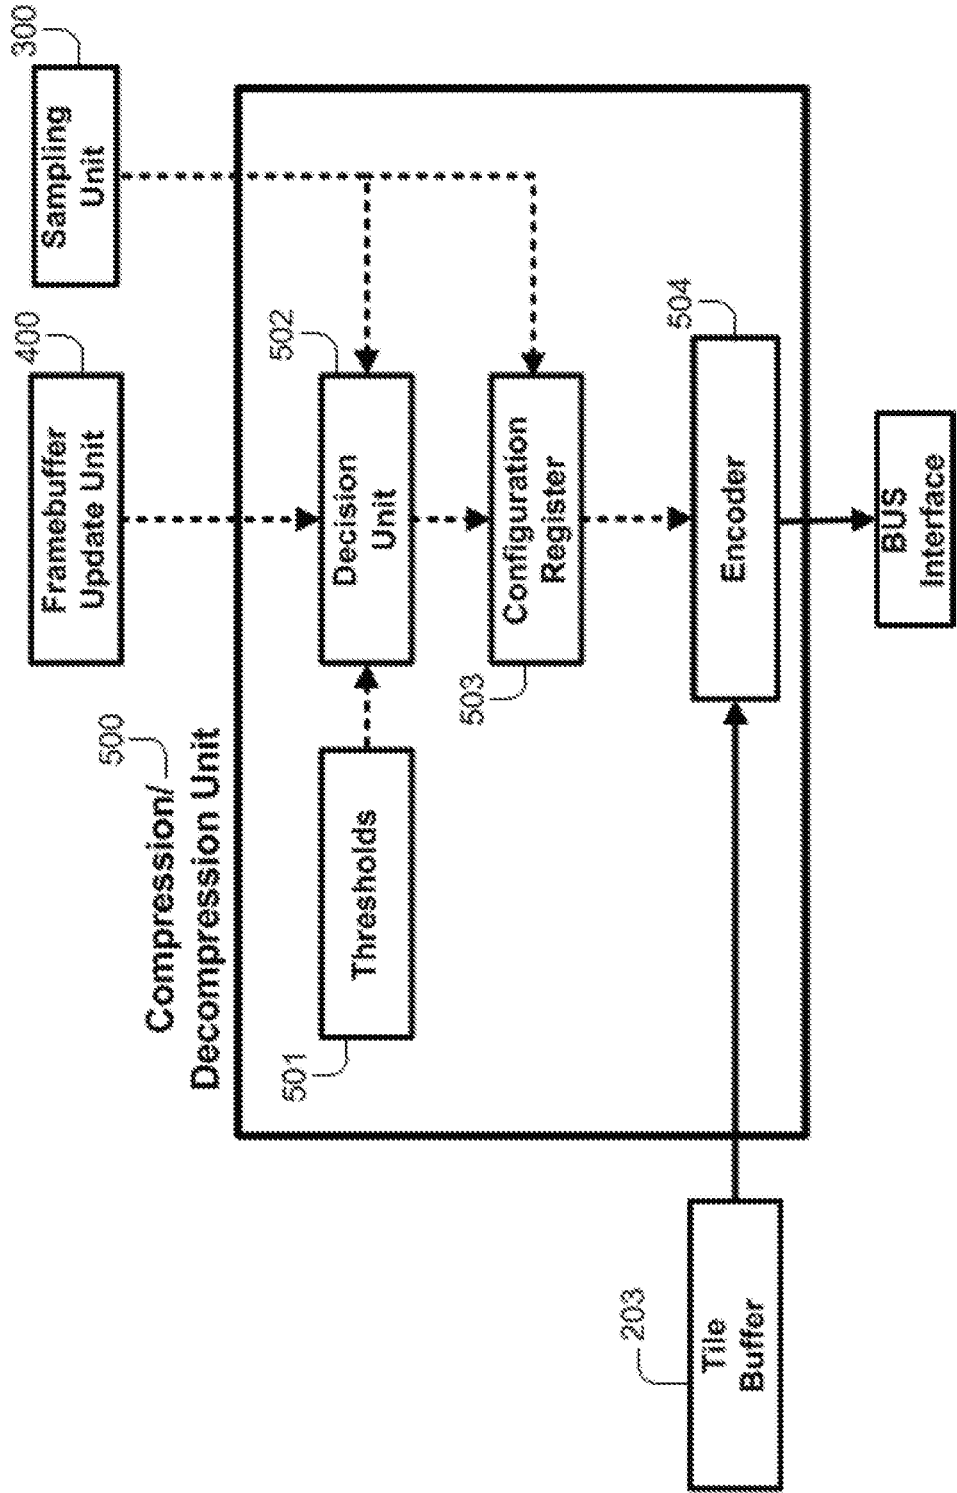 Compression/
Decompression Unit
500
Framebuffer
Update Unit
400
Sampling
Unit
300
Thresholds
501
Decision
Unit
502
Configuration
Register
503
Encoder
504
Tile
Buffer
203
BUS
Interface